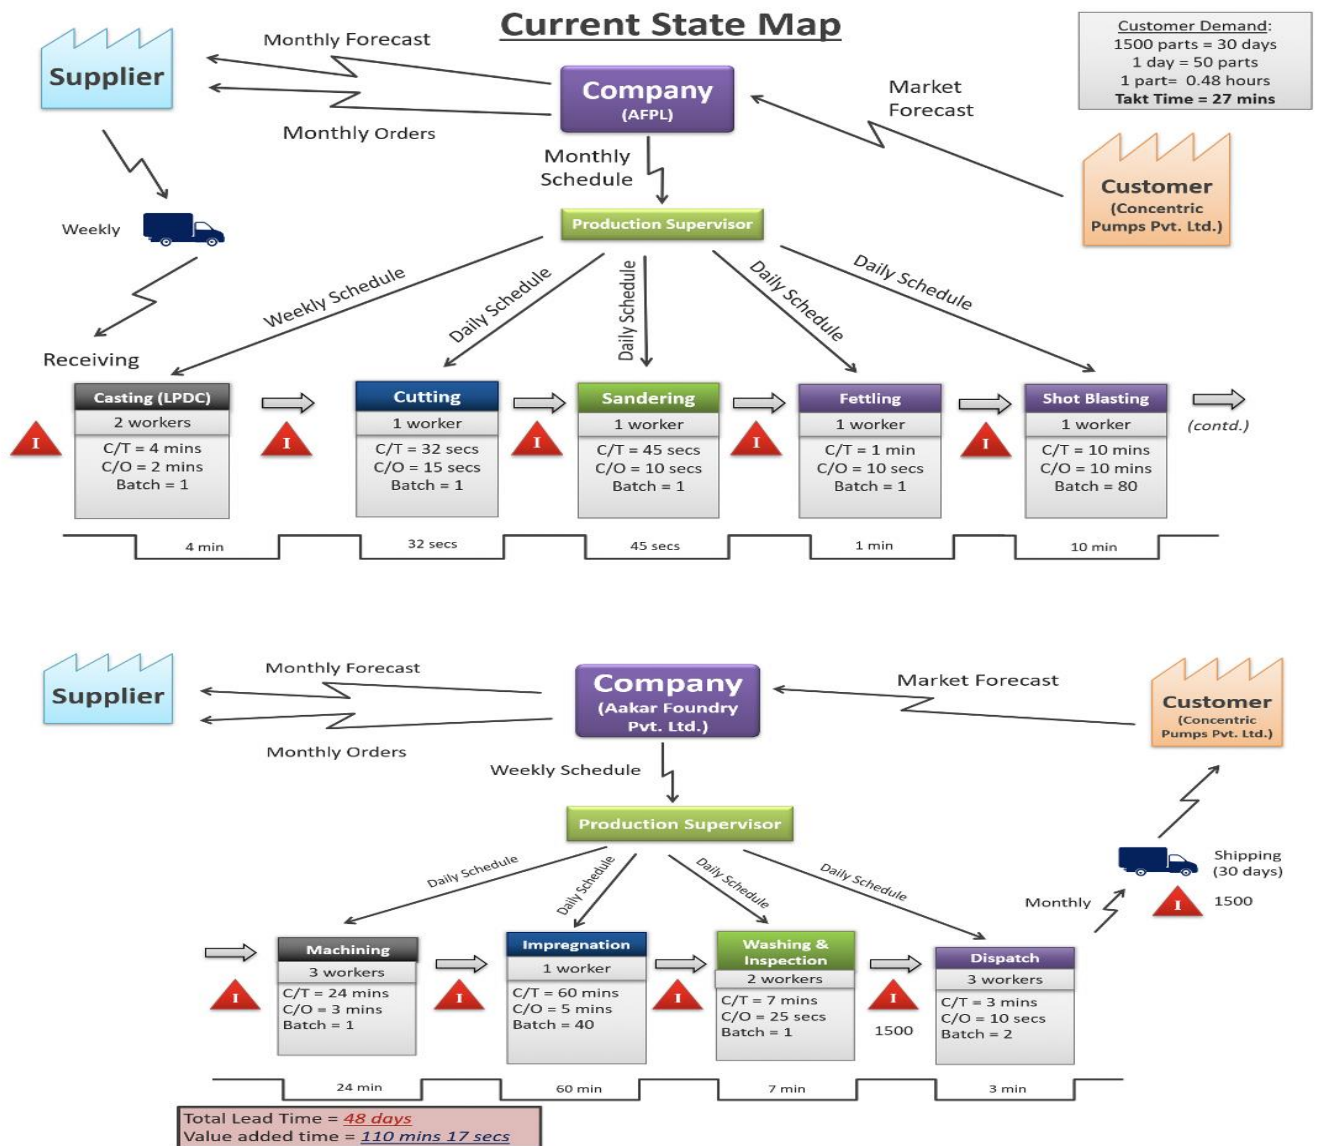 Current State Map
Customer Demand:
1500 parts = 30 days
1 day = 50 parts
1 part= 0.48 hours
Takt Time = 27 mins
Supplier
Monthly Forecast
Monthly Orders
Company
(AFPL)
Market
Forecast
Customer
(Concentric
Pumps Pvt. Ltd.)
Monthly
Schedule
Production Supervisor
Weekly
Receiving
Weekly Schedule
Daily Schedule
Daily Schedule
Daily Schedule
Daily Schedule
I
Casting (LPDC)
2 workers
C/T = 4 mins
C/O = 2 mins
Batch = 1
I
Cutting
1 worker
C/T = 32 secs
C/O = 15 secs
Batch = 1
I
Sandering
1 worker
C/T = 45 secs
C/O = 10 secs
Batch = 1
I
Fettling
1 worker
C/T = 1 min
C/O = 10 secs
Batch = 1
I
Shot Blasting
1 worker
C/T = 10 mins
C/O = 10 mins
Batch = 80
(contd.)
4 min
32 secs
45 secs
1 min
10 min
Supplier
Monthly Forecast
Monthly Orders
Company
(Aakar Foundry
Pvt. Ltd.)
Market Forecast
Customer
(Concentric
Pumps Pvt. Ltd.)
Weekly Schedule
Production Supervisor
Daily Schedule
Daily Schedule
Daily Schedule
Daily Schedule
Monthly
Shipping
(30 days)
I
1500
I
Machining
3 workers
C/T = 24 mins
C/O = 3 mins
Batch = 1
I
Impregnation
1 worker
C/T = 60 mins
C/O = 5 mins
Batch = 40
I
Washing &
Inspection
2 workers
C/T = 7 mins
C/O = 25 secs
Batch = 1
I
1500
Dispatch
3 workers
C/T = 3 mins
C/O = 10 secs
Batch = 2
24 min
60 min
7 min
3 min
Total Lead Time = 48 days
Value added time = 110 mins 17 secs